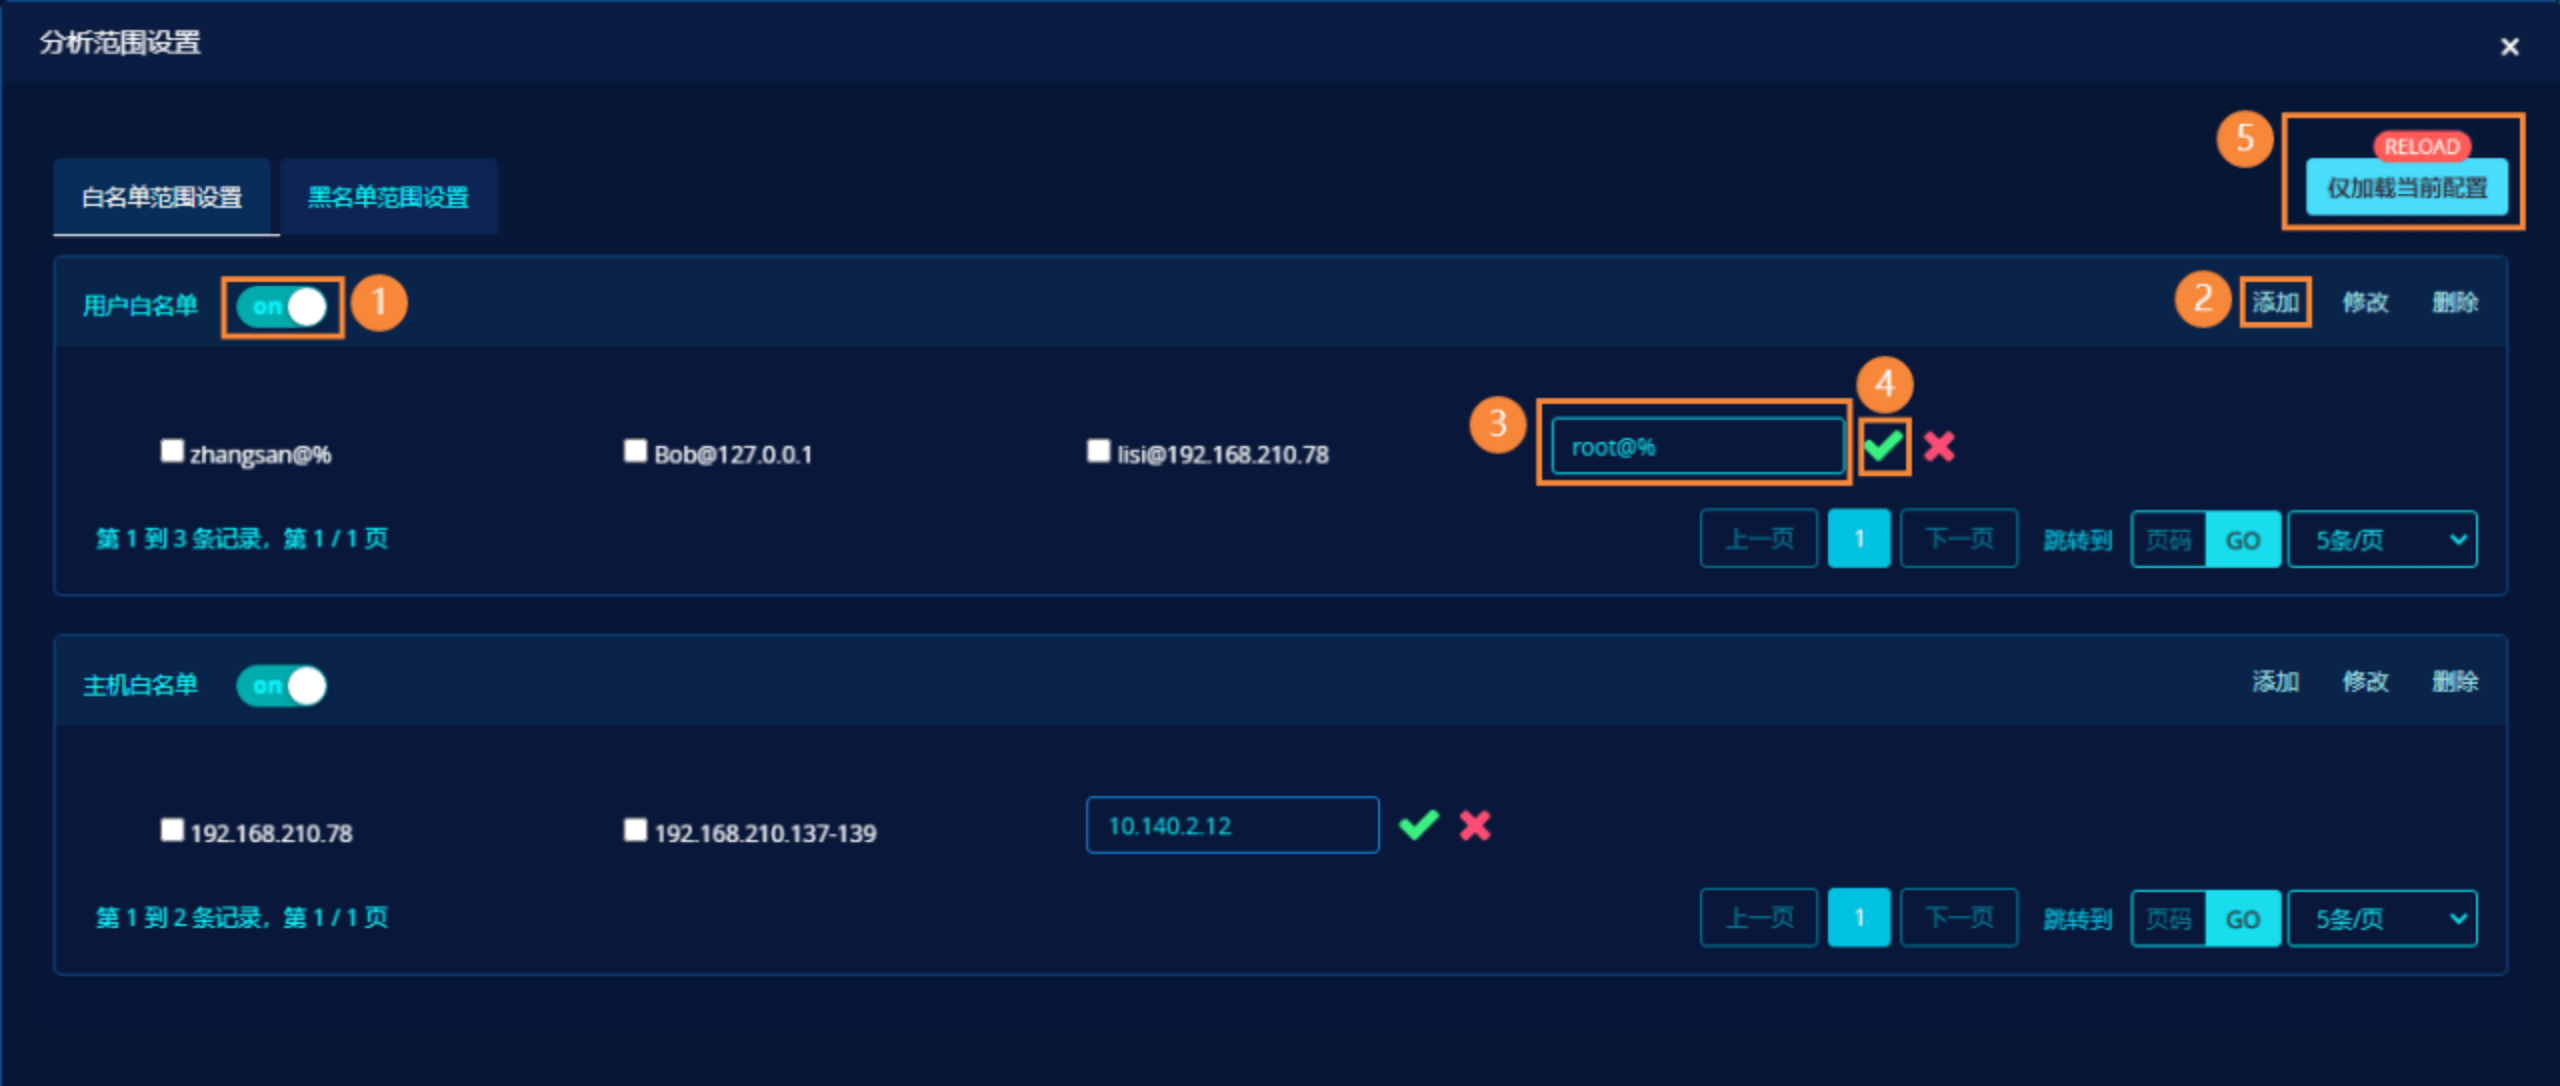 分析范围设置
×
5
RELOAD
白名单范围设置 黑名单范围设置 仅加载当前配置
用户白名单 on 1 2 添加 修改 删除
4
3
zhangsan@% Bob@127.0.0.1 lisi@192.168.210.78 root@%
第 1 到 3 条记录，第 1 / 1 页 上一页 1 下一页 跳转到 页码 GO 5条/页
主机白名单 on 添加 修改 删除
192.168.210.78 192.168.210.137-139 10.140.2.12
第 1 到 2 条记录，第 1 / 1 页 上一页 1 下一页 跳转到 页码 GO 5条/页